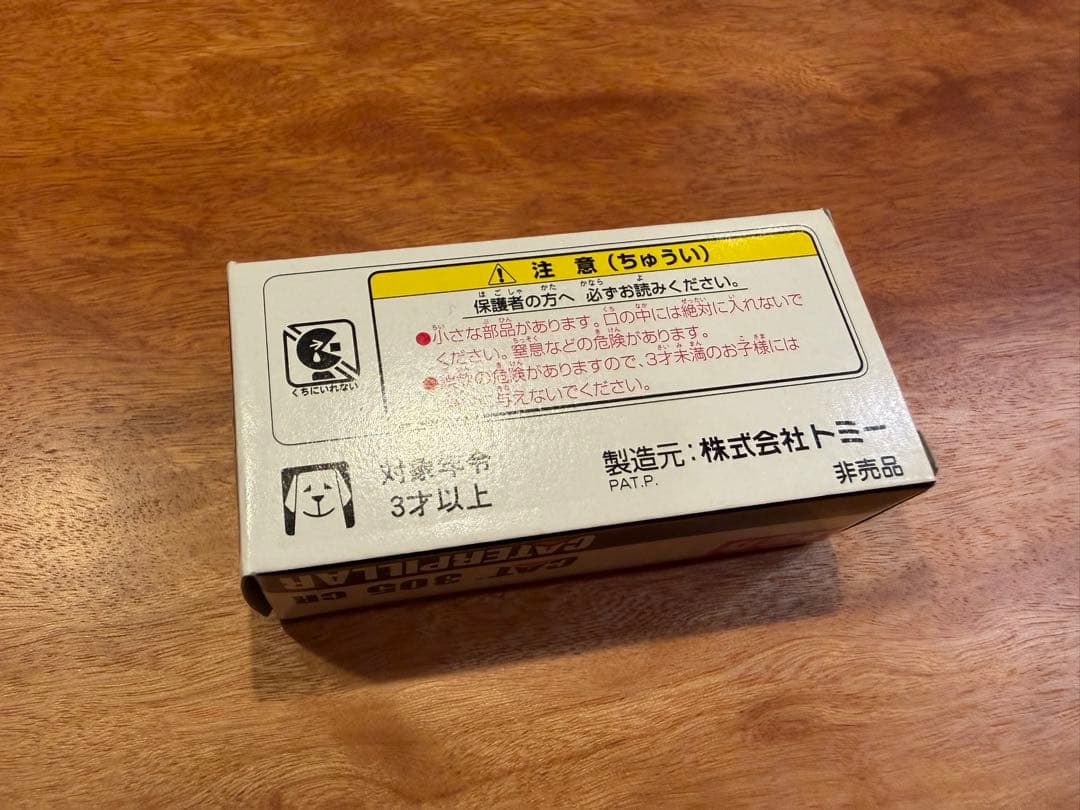 注 意 (ちゅうい)
保護者の方へ 必ずお読みください。
●小さな部品があります。口の中には絶対に入れないで
ください。窒息などの危険があります。
の危険がありますので、3才未満のお子様には
与えないでください。
くちにいれない
対象年令
3才以上
製造元:株式会社トミー
PAT.P.
非売品
CAT 305 CR
CATERPILLAR